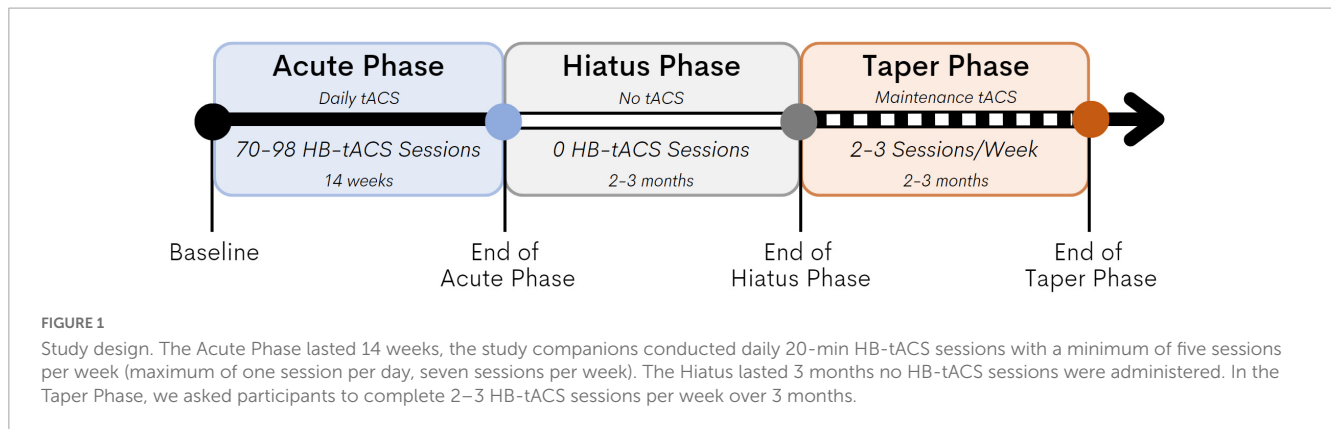 Acute Phase
Daily tACS
70-98 HB-tACS Sessions
14 weeks
Hiatus Phase
No tACS
0 HB-tACS Sessions
2-3 months
Taper Phase
Maintenance tACS
2-3 Sessions/Week
2-3 months
Baseline
End of
Acute Phase
End of
Hiatus Phase
End of
Taper Phase
FIGURE 1
Study design. The Acute Phase lasted 14 weeks, the study companions conducted daily 20-min HB-tACS sessions with a minimum of five sessions
per week (maximum of one session per day, seven sessions per week). The Hiatus lasted 3 months no HB-tACS sessions were administered. In the
Taper Phase, we asked participants to complete 2–3 HB-tACS sessions per week over 3 months.